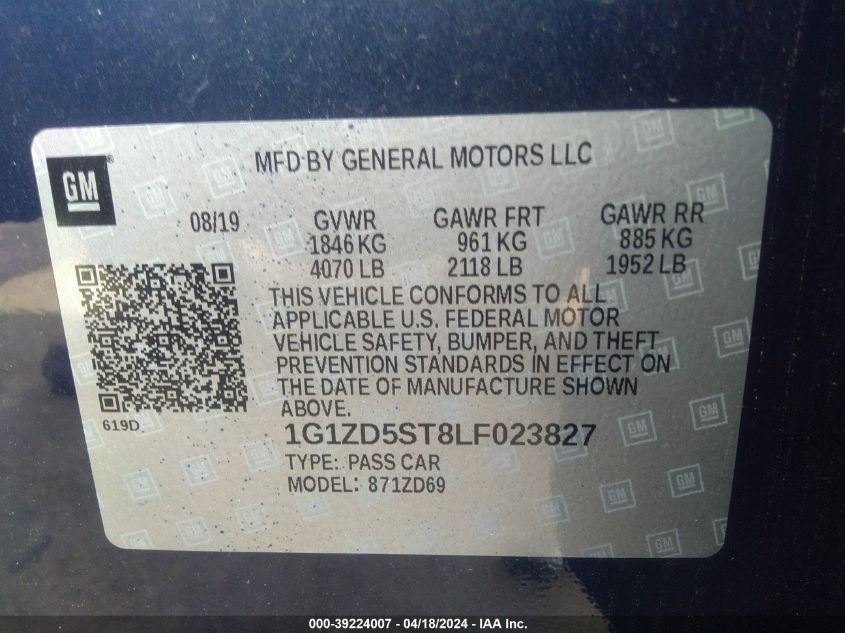 MFD BY GENERAL MOTORS LLC
GM
08/19 GVWR GAWR FRT GAWR RR
1846 KG 961 KG 885 KG
4070 LB 2118 LB 1952 LB
THIS VEHICLE CONFORMS TO ALL
APPLICABLE U.S. FEDERAL MOTOR
VEHICLE SAFETY, BUMPER, AND THEFT
PREVENTION STANDARDS IN EFFECT ON
THE DATE OF MANUFACTURE SHOWN
ABOVE.
619D
1G1ZD5ST8LF023827
TYPE: PASS CAR
MODEL: 871ZD69
000-39224007 - 04/18/2024 - IAA Inc.